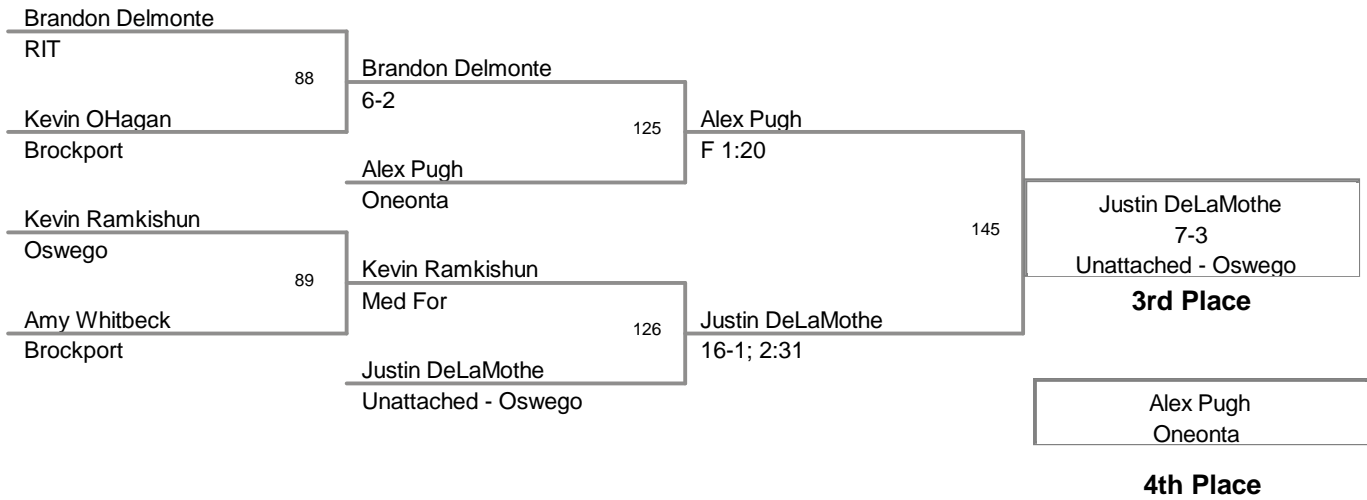 Brandon Delmonte
RIT
88
Kevin OHagan
Brockport
Kevin Ramkishun
Oswego
89
Amy Whitbeck
Brockport
Brandon Delmonte
6-2
125
Alex Pugh
Oneonta
Kevin Ramkishun
Med For
126
Justin DeLaMothe
Unattached - Oswego
Alex Pugh
F 1:20
145
Justin DeLaMothe
16-1; 2:31
Justin DeLaMothe
7-3
Unattached - Oswego
3rd Place
Alex Pugh
Oneonta
4th Place